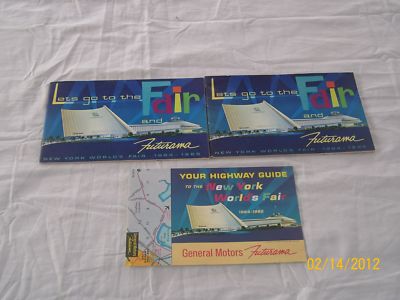 Lets go to the Fair
and
Futurama
NEW YORK WORLD'S FAIR 1964-1965
Lets go to the Fair
and
Futurama
NEW YORK WORLD'S FAIR 1964-1965
YOUR HIGHWAY GUIDE
TO THE New York
World's Fair
1964-1965
General Motors Futurama
02/14/2012